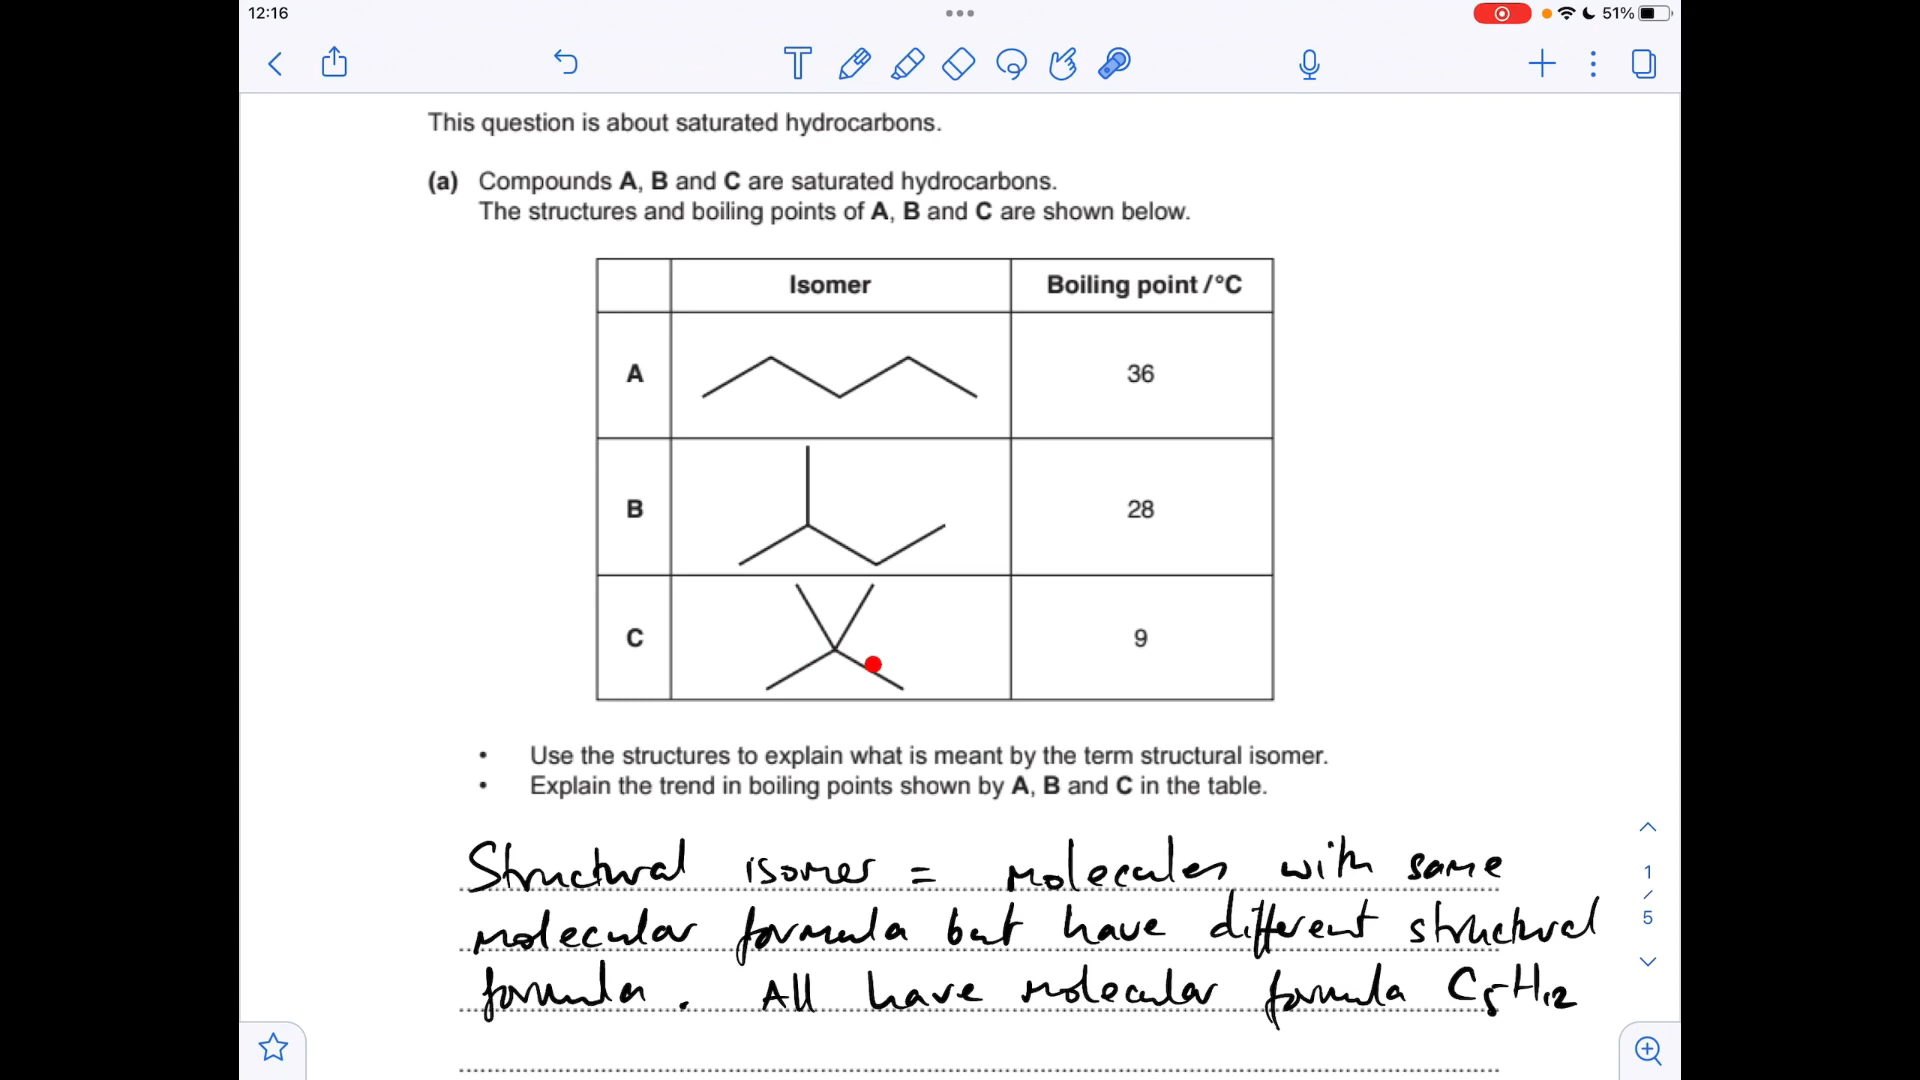 12:16
51%
This question is about saturated hydrocarbons.
(a) Compounds A, B and C are saturated hydrocarbons.
The structures and boiling points of A, B and C are shown below.
Isomer Boiling point /°C
A 36
B 28
C 9
• Use the structures to explain what is meant by the term structural isomer.
• Explain the trend in boiling points shown by A, B and C in the table.
Structural isomer = molecules with same
molecular formula but have different structural
formula. All have molecular formula C₅H₁₂
1
/
5